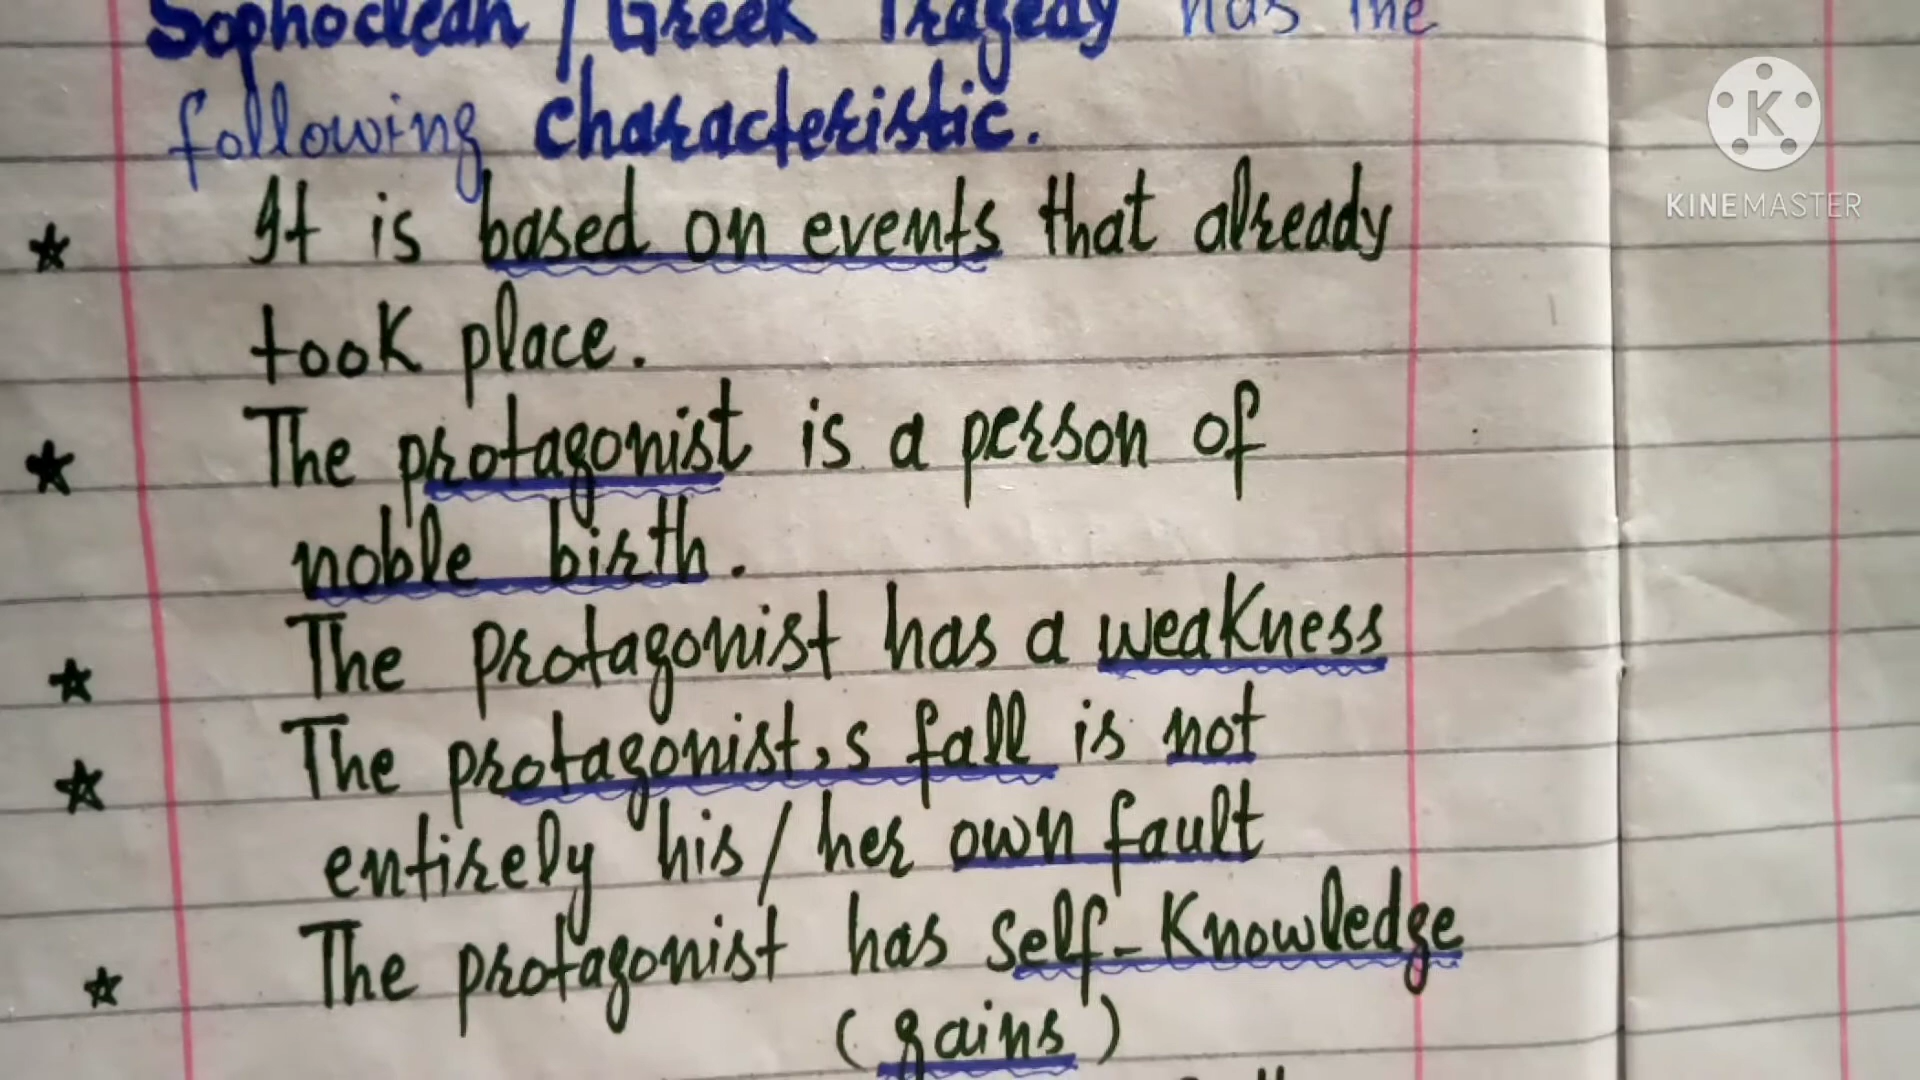 Sophoclean / Greek Tragedy has the
following characteristic.
It is based on events that already
took place.
The protagonist is a person of
noble birth.
The protagonist has a weakness
The protagonist,s fall is not
entirely his / her own fault
The protagonist has self-Knowledge
(gains)
K
KINEMASTER